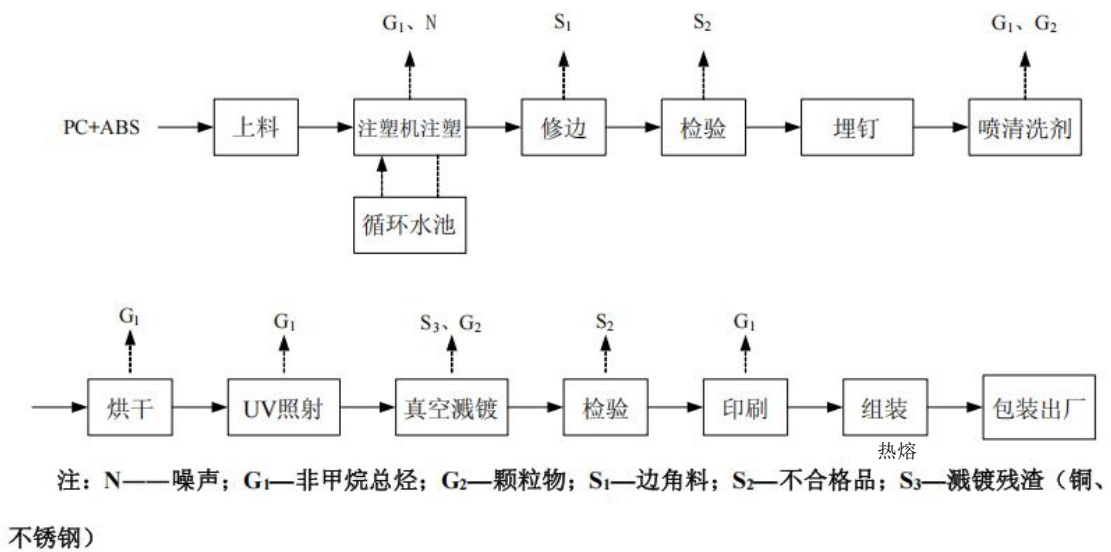 G₁、N
S₁
S₂
G₁、G₂
PC+ABS
上料
注塑机注塑
修边
检验
埋钉
喷清洗剂
循环水池
G₁
G₁
S₃、G₂
S₂
G₁
烘干
UV照射
真空溅镀
检验
印刷
组装
包装出厂
热熔
注：N——噪声；G₁—非甲烷总烃；G₂—颗粒物；S₁—边角料；S₂—不合格品；S₃—溅镀残渣（铜、
不锈钢）